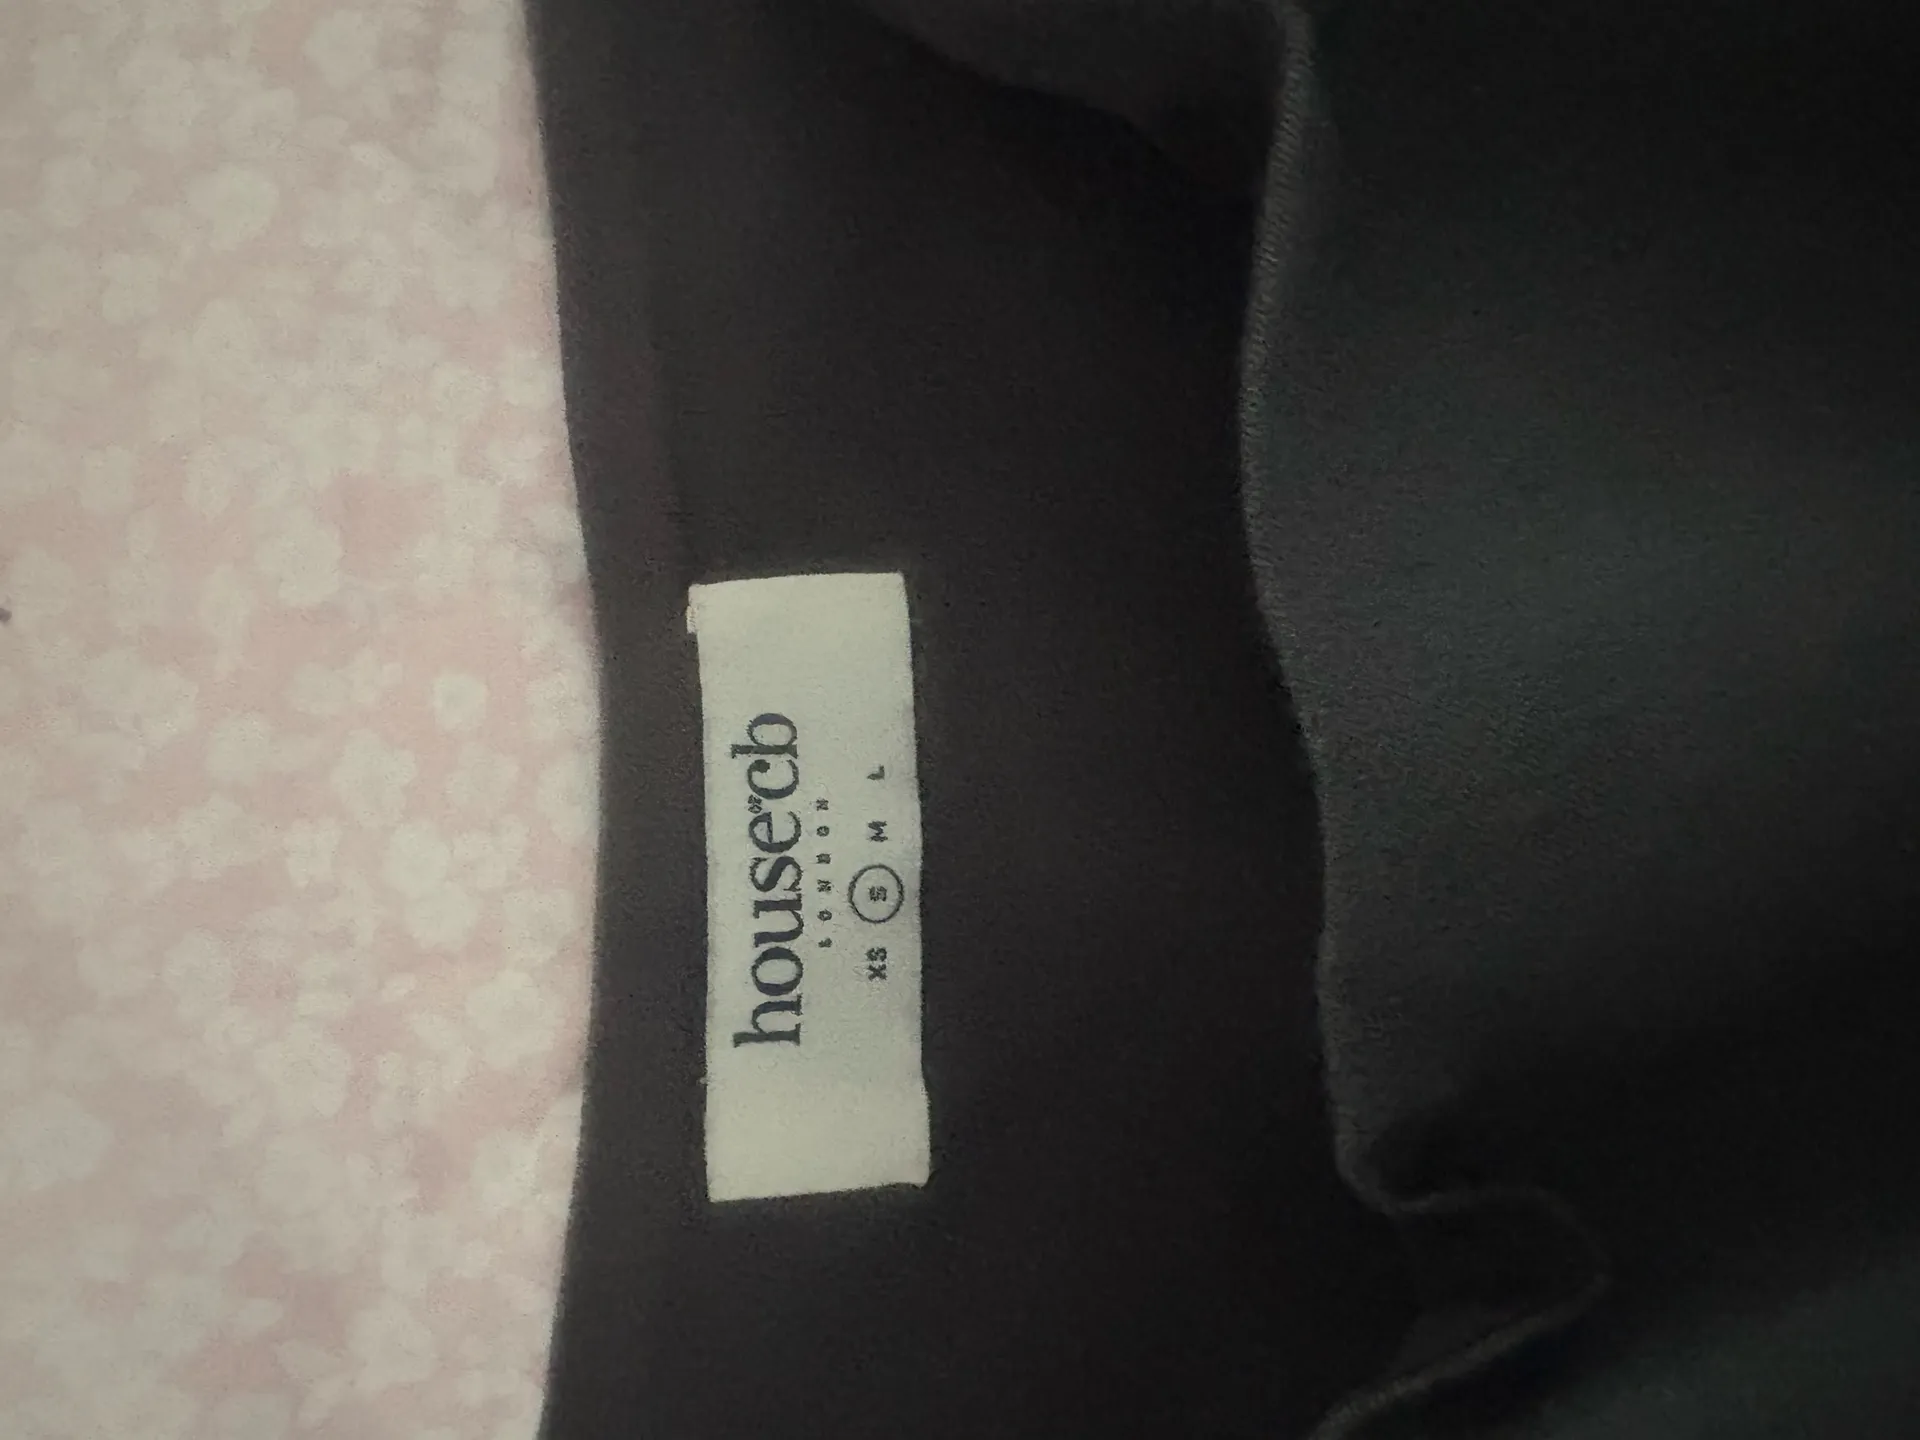 house OF cb
LONDON
XS S M L